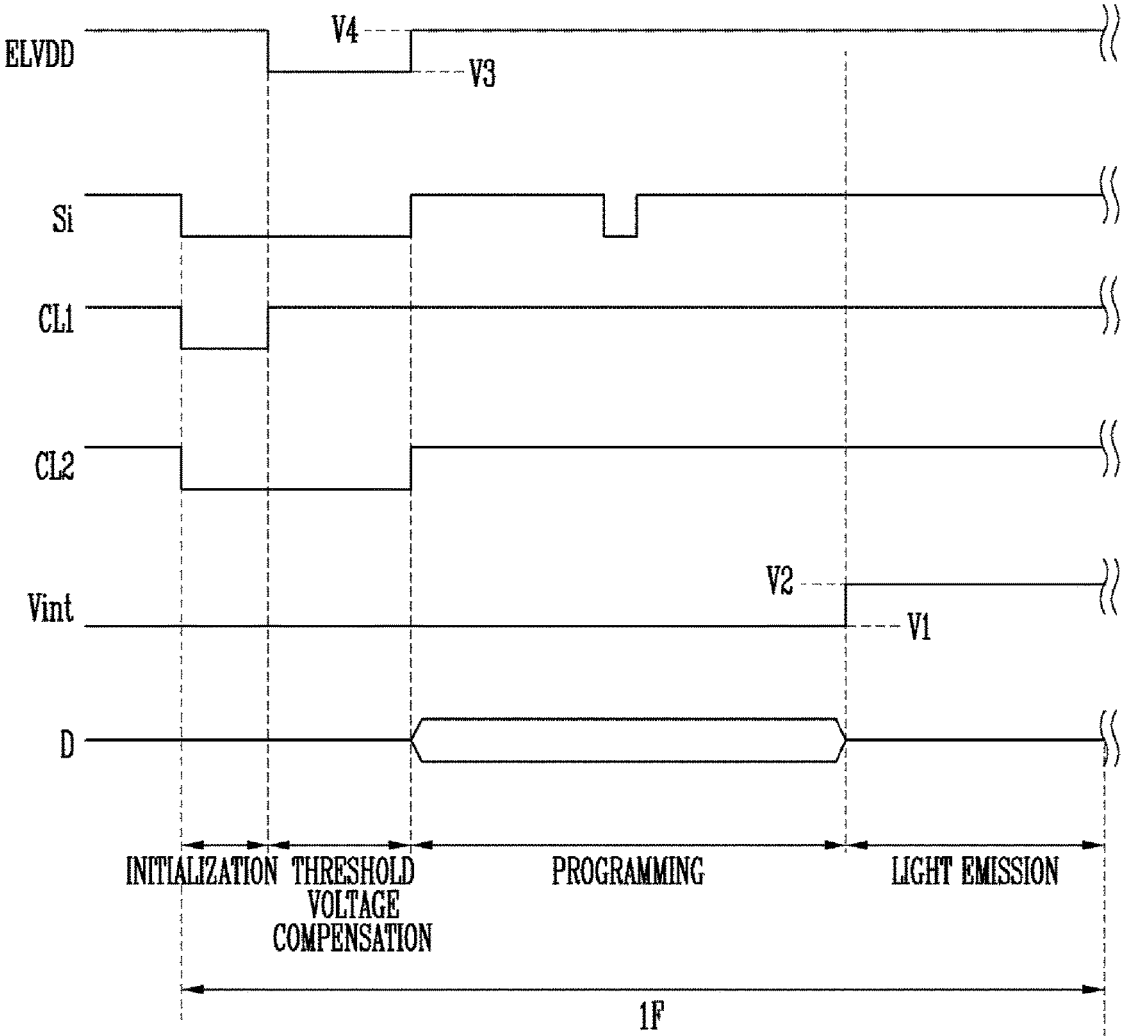 ELVDD
V4
V3
Si
CL1
CL2
Vint
V2
V1
D
INITIALIZATION
THRESHOLD
VOLTAGE
COMPENSATION
PROGRAMMING
LIGHT EMISSION
1F